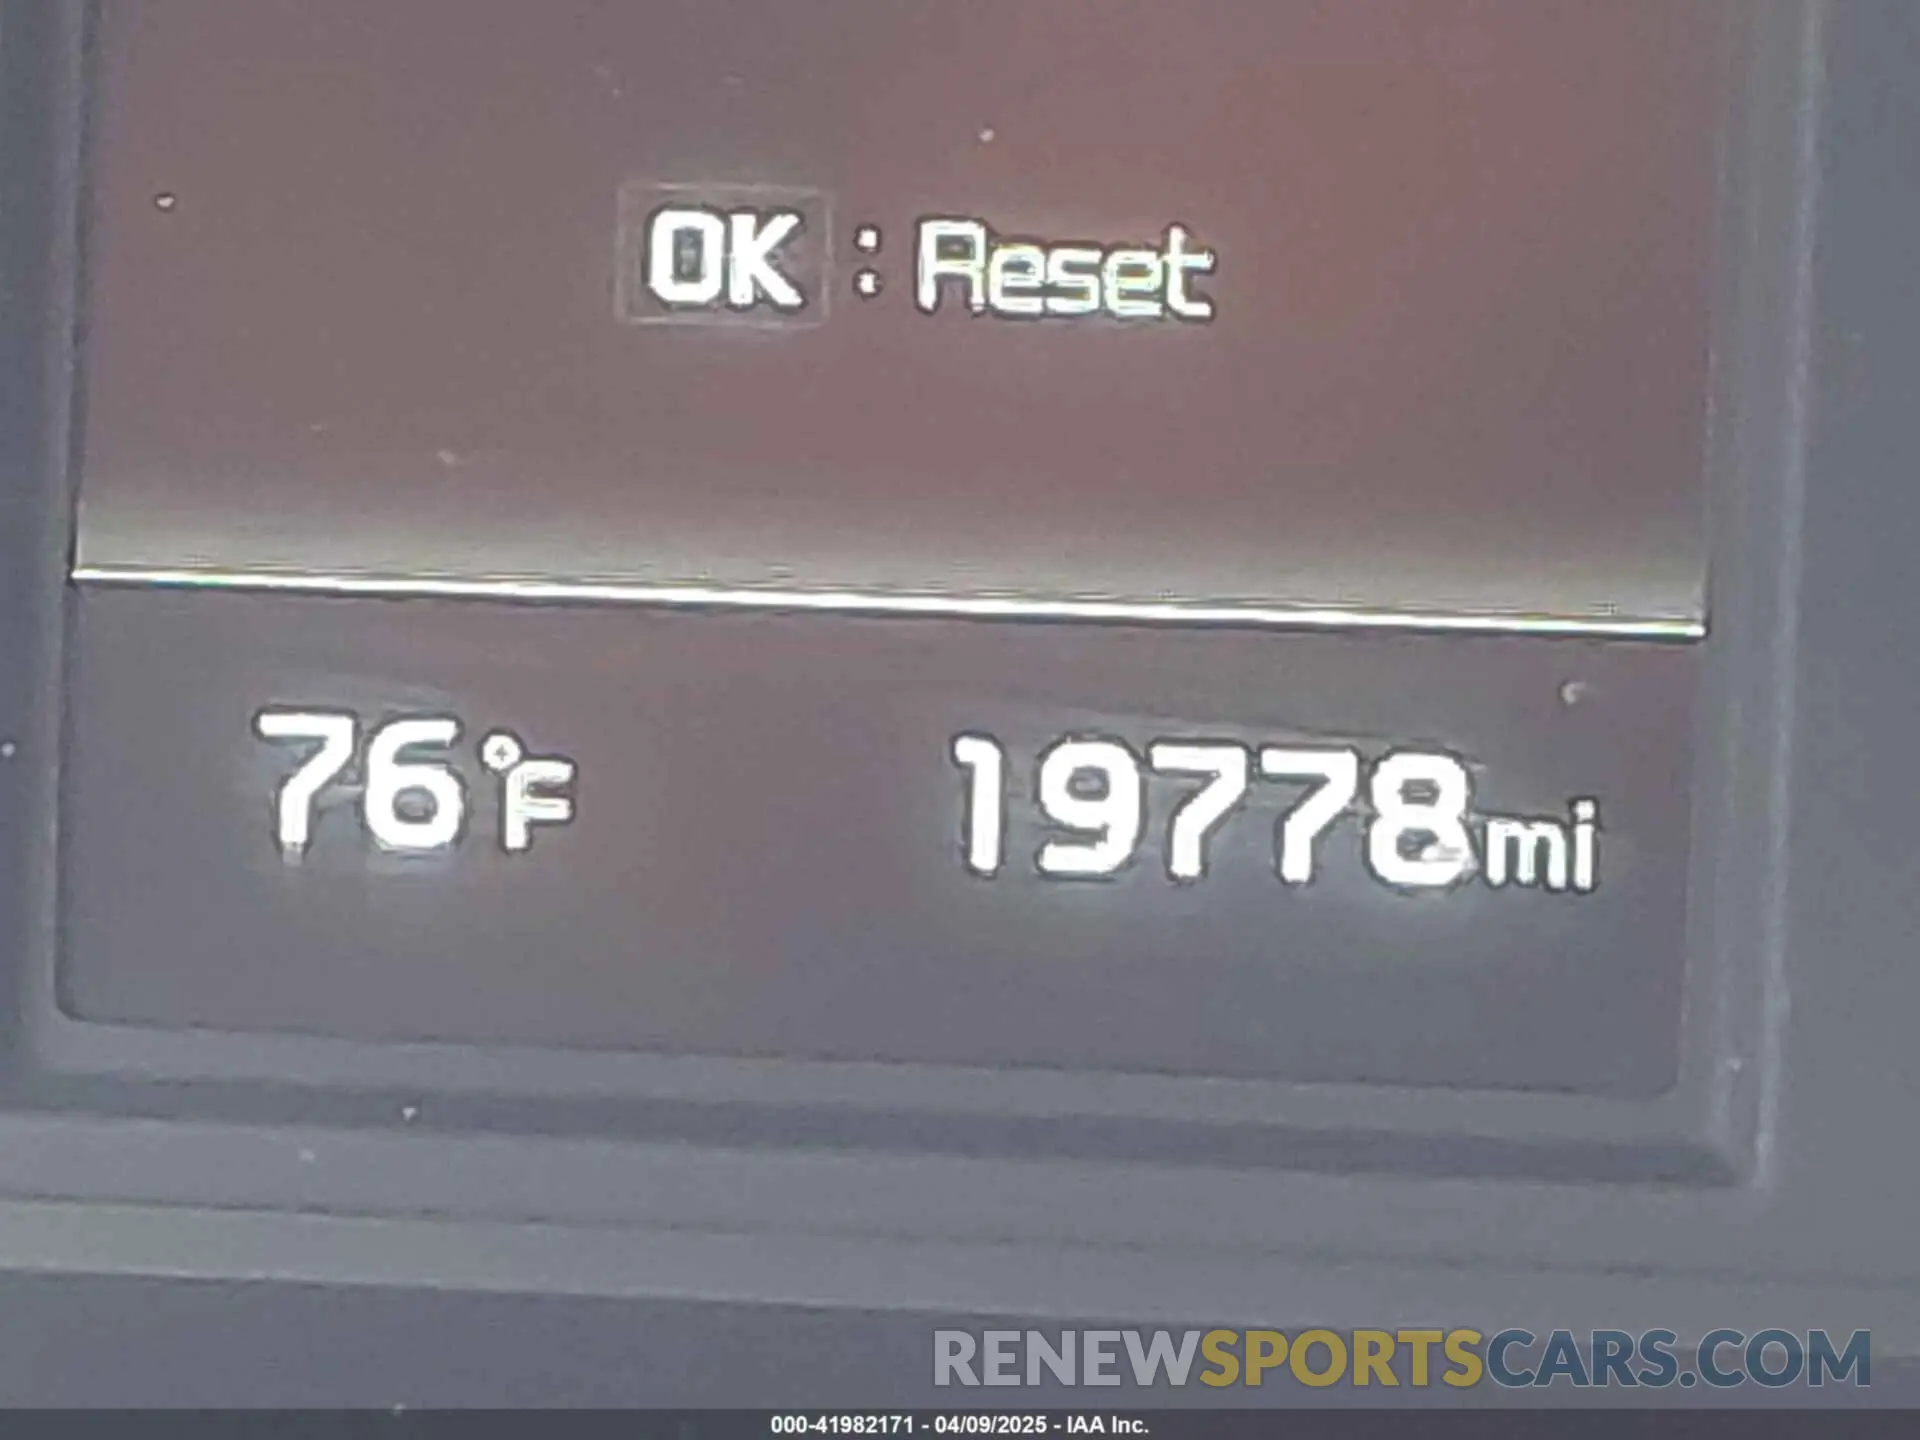 OK : Reset
76°F 19778mi
RENEWSPORTSCARS.COM
000-41982171 - 04/09/2025 - IAA Inc.